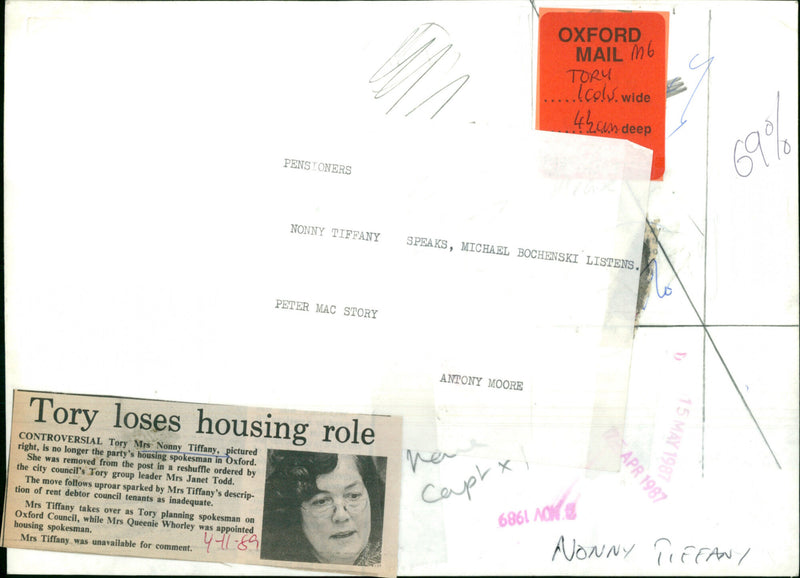 OXFORD
MAIL M6
TORY
1 col. wide
deep
69%
PENSIONERS
NONNY TIFFANY SPEAKS, MICHAEL BOCHENSKI LISTENS.
PETER MAC STORY
ANTONY MOORE
Tory loses housing role
CONTROVERSIAL Tory Mrs Nonny Tiffany, pictured
right, is no longer the party's housing spokesman in Oxford.
She was removed from the post in a reshuffle ordered by
the city council's Tory group leader Mrs Janet Todd.
The move follows uproar sparked by Mrs Tiffany's descrip-
tion of rent debtor council tenants as inadequate.
Mrs Tiffany takes over as Tory planning spokesman on
Oxford Council, while Mrs Queenie Whorley was appointed
housing spokesman.
Mrs Tiffany was unavailable for comment.
4-11-89
15 MAY 1987
APR 1987
NOV 1989
NONNY TIFFANY